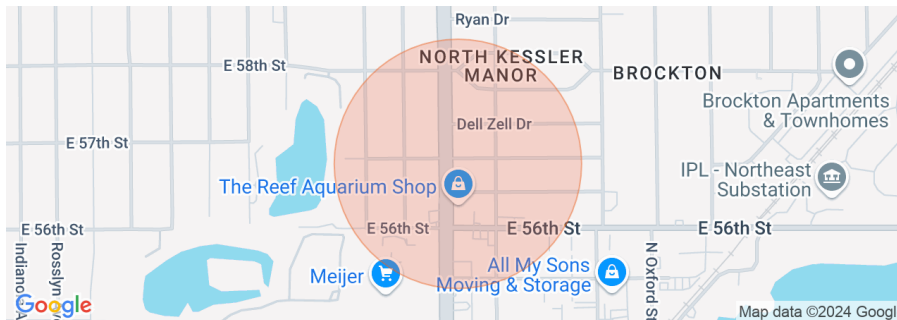 Ryan Dr
NORTH KESSLER
MANOR
E 58th St
BROCKTON
Brockton Apartments
& Townhomes
Dell Zell Dr
E 57th St
IPL - Northeast
Substation
The Reef Aquarium Shop
E 56th St
E 56th St
E 56th St
E 56th St
Indiano
Rosslyn
N Oxford St
Meijer
All My Sons
Moving & Storage
Google
Map data ©2024 Googl